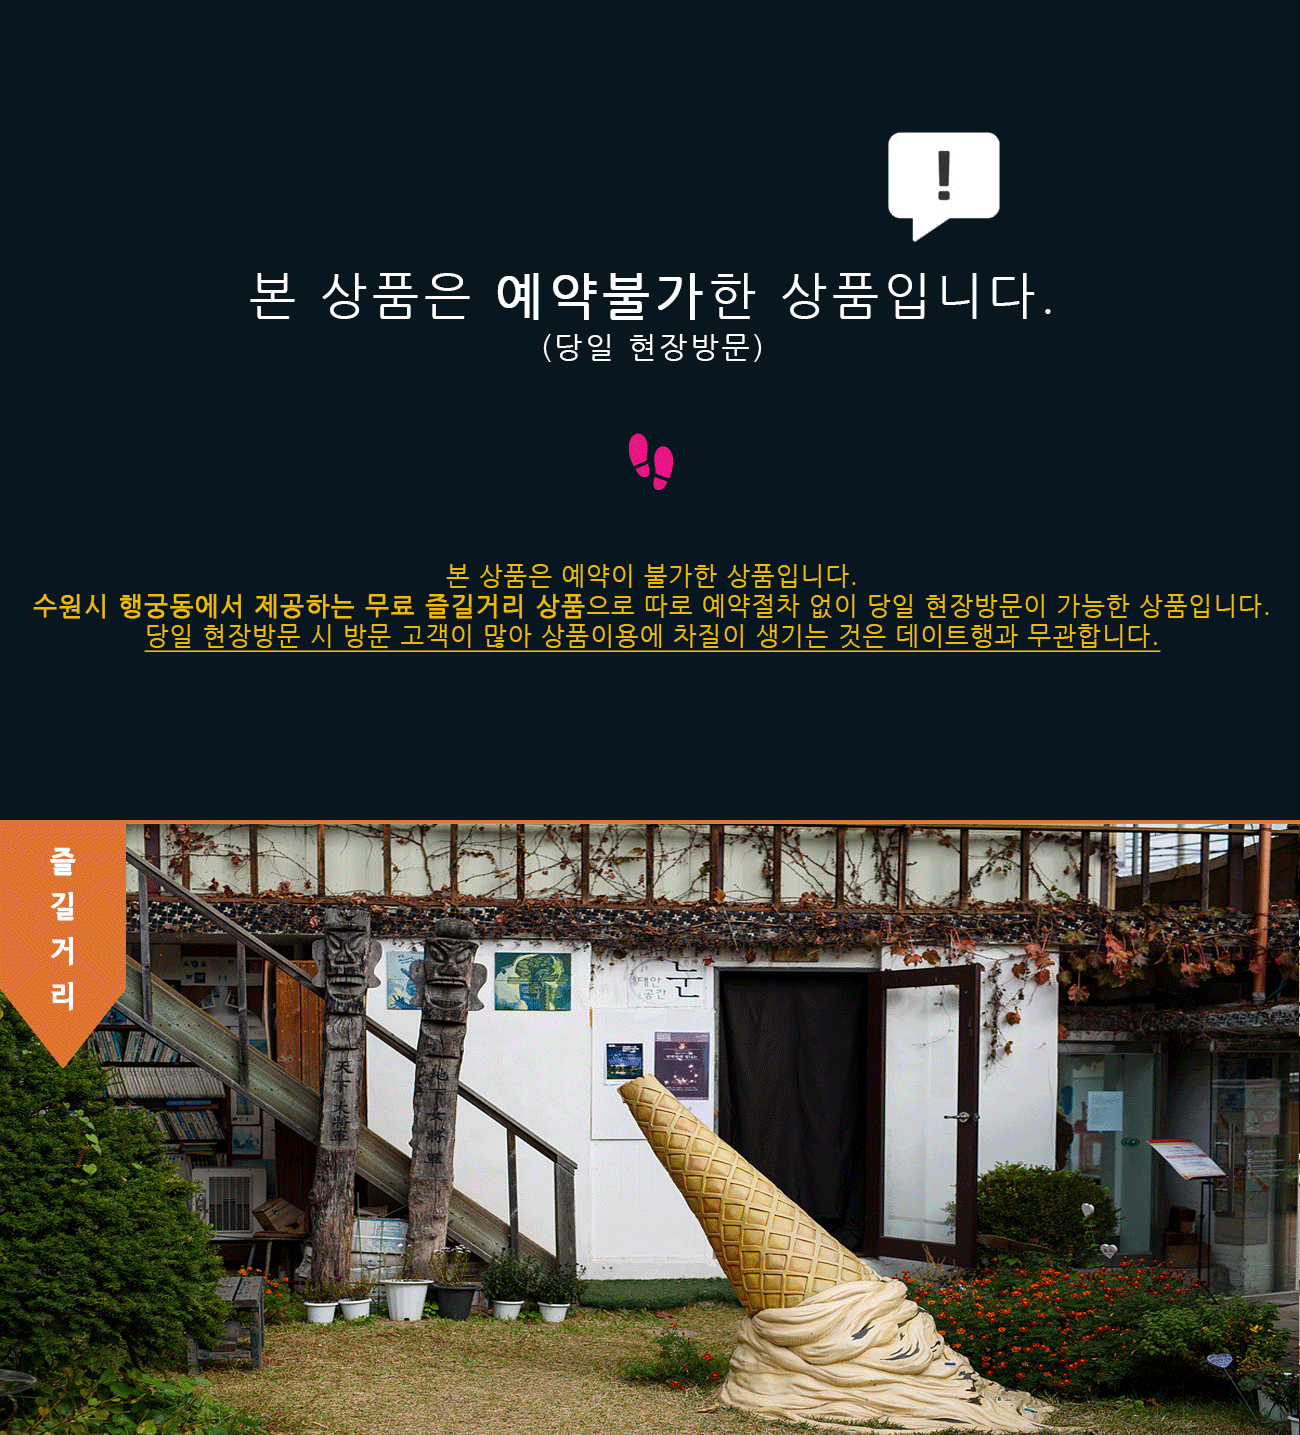 !
본 상품은 예약불가한 상품입니다.
(당일 현장방문)
본 상품은 예약이 불가한 상품입니다.
수원시 행궁동에서 제공하는 무료 즐길거리 상품으로 따로 예약절차 없이 당일 현장방문이 가능한 상품입니다.
당일 현장방문 시 방문 고객이 많아 상품이용에 차질이 생기는 것은 데이트행과 무관합니다.
즐길거리
대안
공간
눈
天下大將軍
地下女將軍